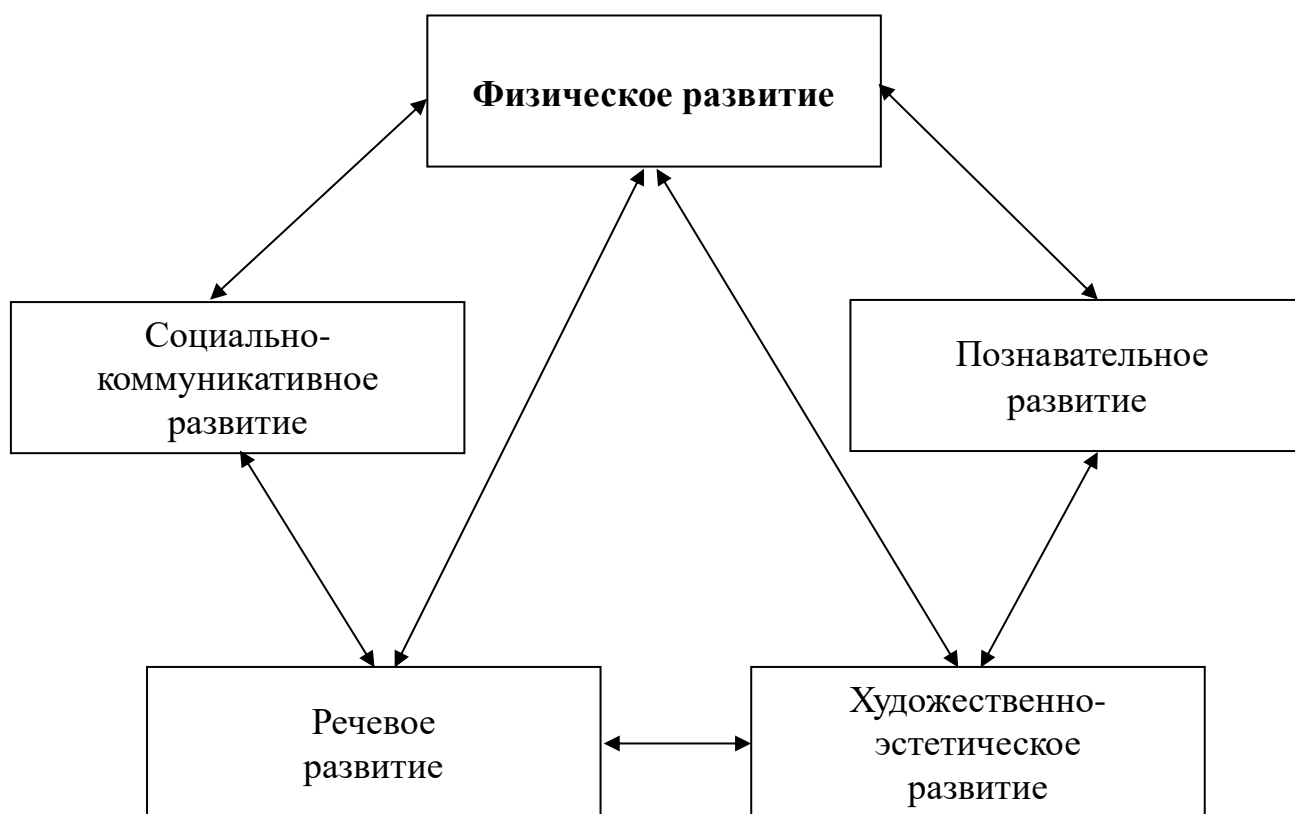 Физическое развитие
Социально-
коммуникативное
развитие
Познавательное
развитие
Речевое
развитие
Художественно-
эстетическое
развитие